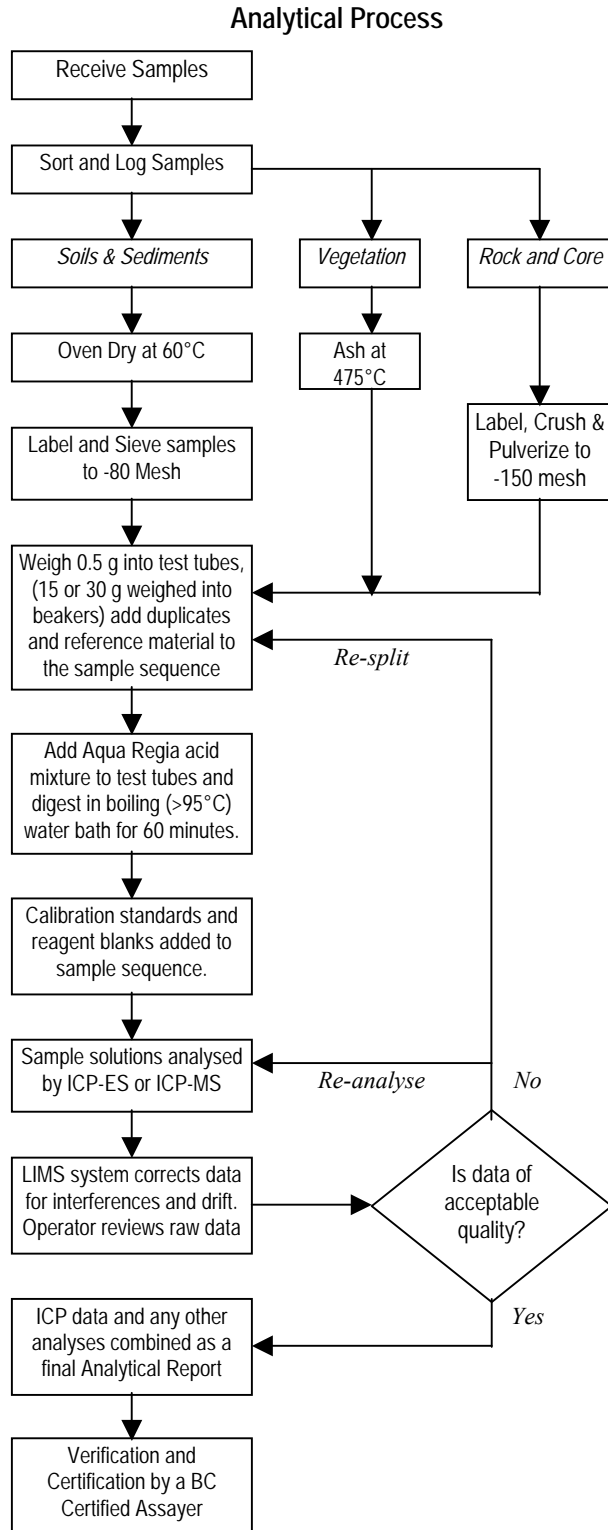 Analytical Process
Receive Samples
Sort and Log Samples
Soils & Sediments
Vegetation
Rock and Core
Oven Dry at 60°C
Ash at
475°C
Label and Sieve samples
to -80 Mesh
Label, Crush &
Pulverize to
-150 mesh
Weigh 0.5 g into test tubes,
(15 or 30 g weighed into
beakers) add duplicates
and reference material to
the sample sequence
Re-split
Add Aqua Regia acid
mixture to test tubes and
digest in boiling (>95°C)
water bath for 60 minutes.
Calibration standards and
reagent blanks added to
sample sequence.
Sample solutions analysed
by ICP-ES or ICP-MS
Re-analyse
No
LIMS system corrects data
for interferences and drift.
Operator reviews raw data
Is data of
acceptable
quality?
Yes
ICP data and any other
analyses combined as a
final Analytical Report
Verification and
Certification by a BC
Certified Assayer